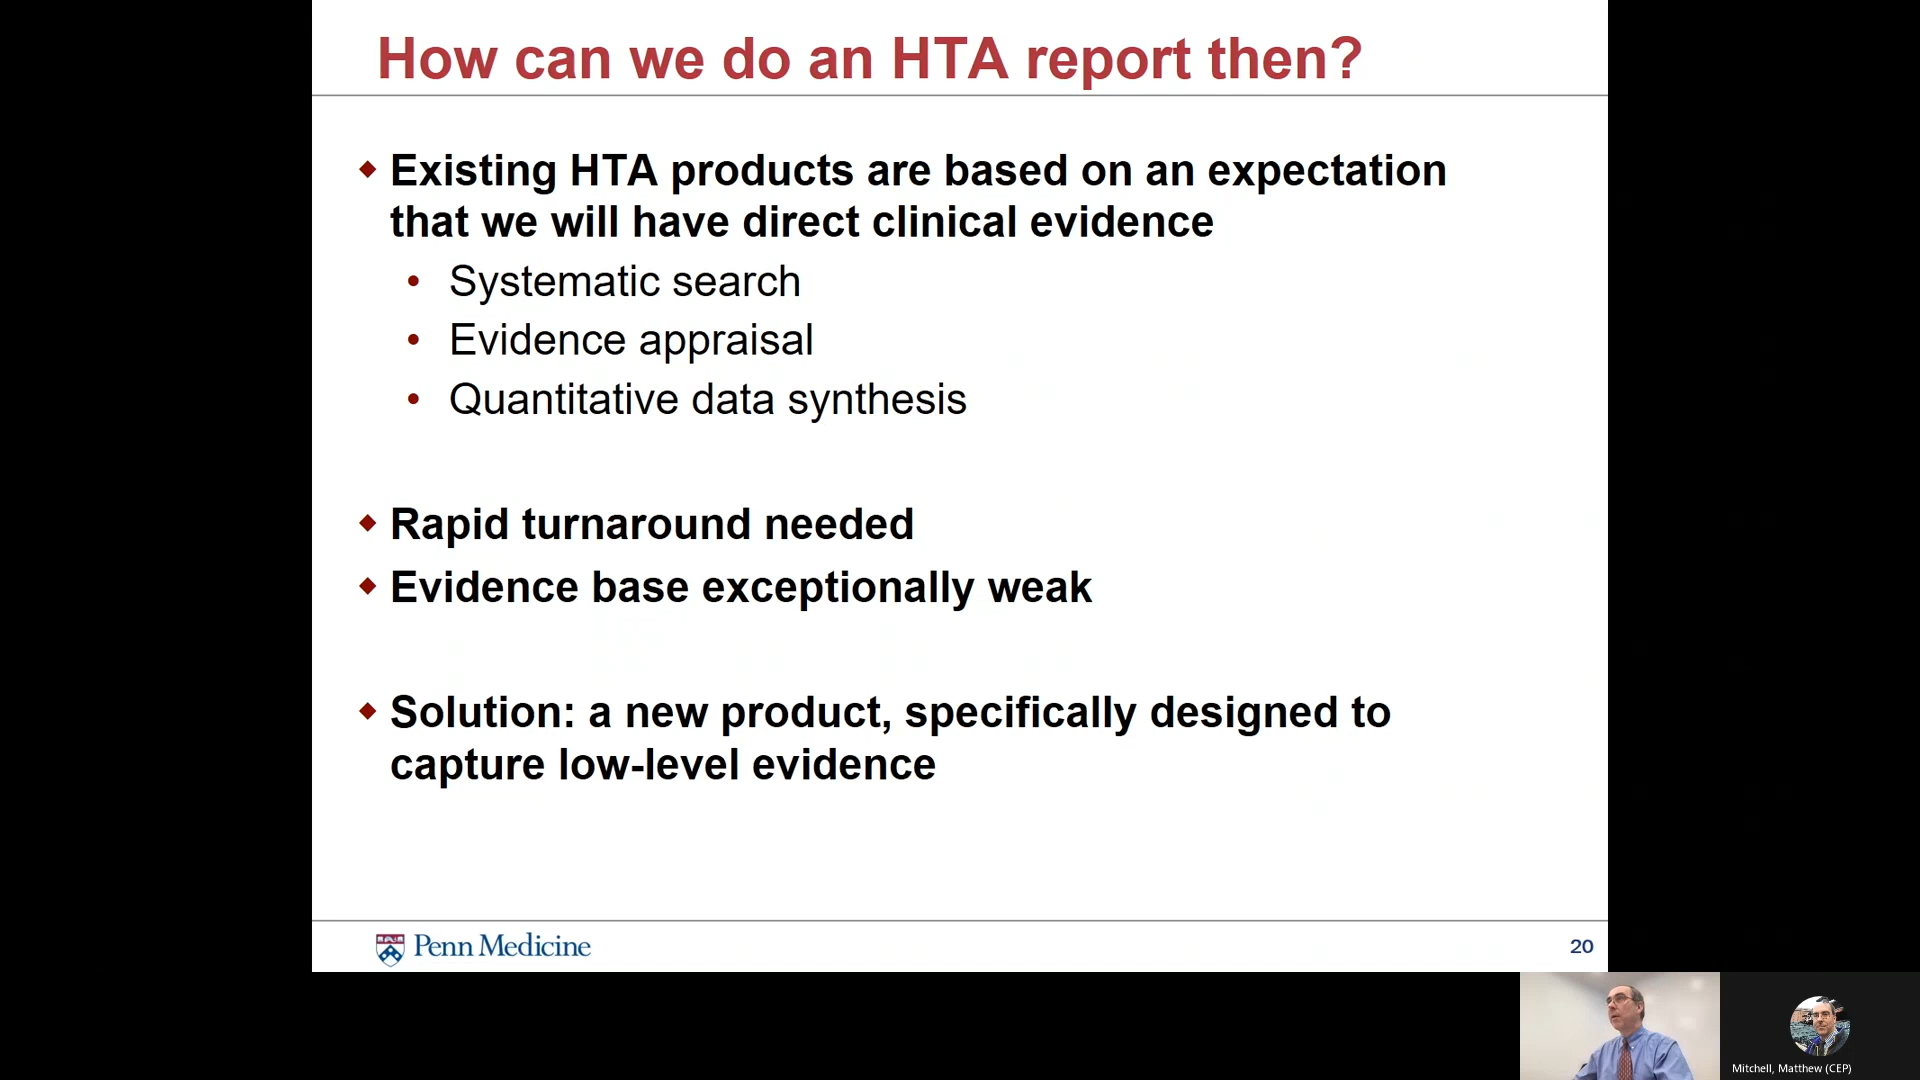 How can we do an HTA report then?
Existing HTA products are based on an expectation
that we will have direct clinical evidence
Systematic search
Evidence appraisal
Quantitative data synthesis
Rapid turnaround needed
Evidence base exceptionally weak
Solution: a new product, specifically designed to
capture low-level evidence
Penn Medicine
20
Mitchell, Matthew (CEP)